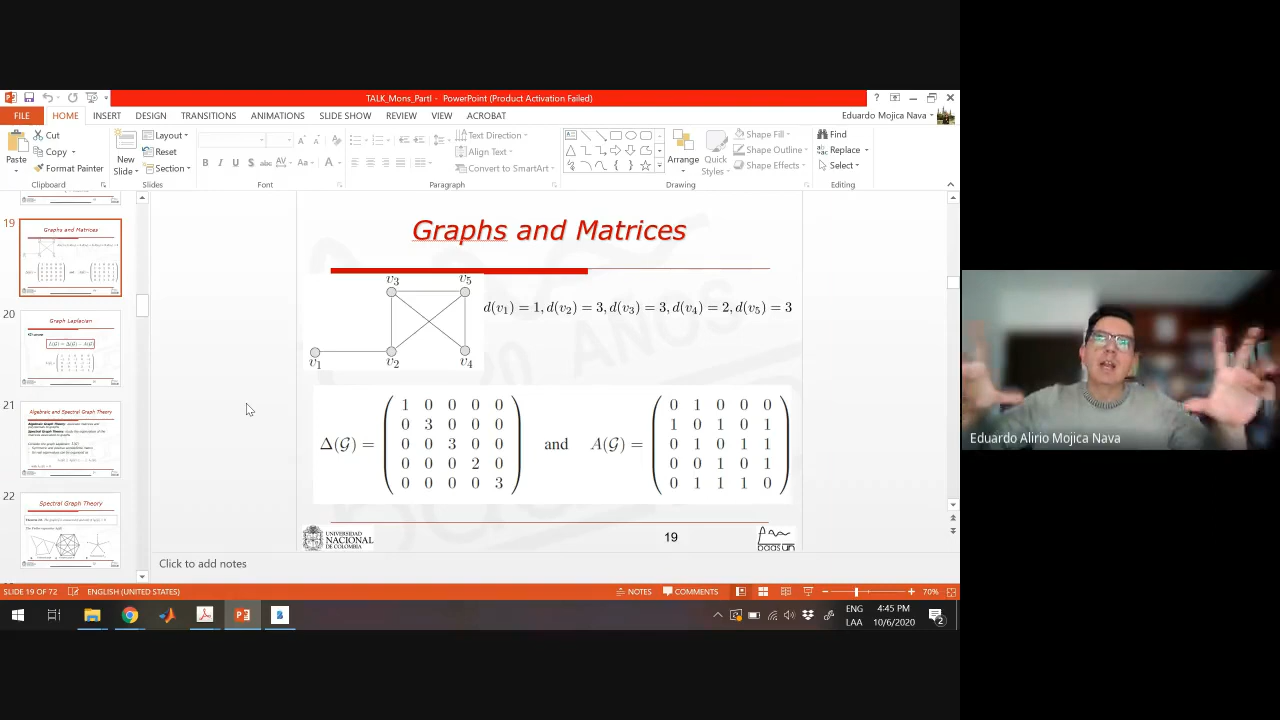 TALK_Mons_PartI - PowerPoint (Product Activation Failed)
FILE HOME INSERT DESIGN TRANSITIONS ANIMATIONS SLIDE SHOW REVIEW VIEW ACROBAT Eduardo Mojica Nava
Paste Cut Copy Format Painter
Clipboard
New Slide Layout Reset Section
Slides
Font
Text Direction Align Text Convert to SmartArt
Paragraph
Arrange Quick Styles Shape Fill Shape Outline Shape Effects
Drawing
Find Replace Select
Editing
19
Graphs and Matrices
20
Graph Laplacian
21
Algebraic and Spectral Graph Theory
22
Spectral Graph Theory
Graphs and Matrices
v3 v5
v1 v2 v4
d(v1) = 1, d(v2) = 3, d(v3) = 3, d(v4) = 2, d(v5) = 3
Δ(G) =
1 0 0 0 0
0 3 0 0 0
0 0 3 0 0
0 0 0 2 0
0 0 0 0 3
and
A(G) =
0 1 0 0 0
1 0 1 0 1
0 1 0 1 1
0 0 1 0 1
0 1 1 1 0
UNIVERSIDAD
NACIONAL
DE COLOMBIA
19
Click to add notes
SLIDE 19 OF 72 ENGLISH (UNITED STATES) NOTES COMMENTS 70%
ENG
LAA
4:45 PM
10/6/2020
2
Eduardo Alirio Mojica Nava